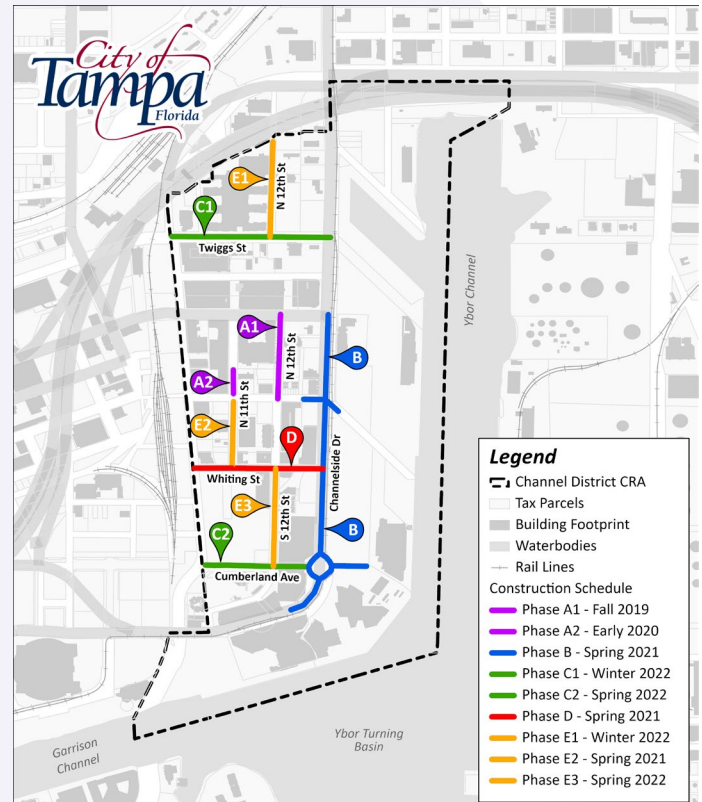 City of
Tampa
Florida
E1
N 12th St
C1
Twiggs St
Ybor Channel
A1
N 12th St
B
A2
N 11th St
E2
D
Channelside Dr
Whiting St
E3
S 12th St
B
C2
Cumberland Ave
Garrison
Channel
Ybor Turning
Basin
Legend
Channel District CRA
Tax Parcels
Building Footprint
Waterbodies
Rail Lines
Construction Schedule
Phase A1 - Fall 2019
Phase A2 - Early 2020
Phase B - Spring 2021
Phase C1 - Winter 2022
Phase C2 - Spring 2022
Phase D - Spring 2021
Phase E1 - Winter 2022
Phase E2 - Spring 2021
Phase E3 - Spring 2022